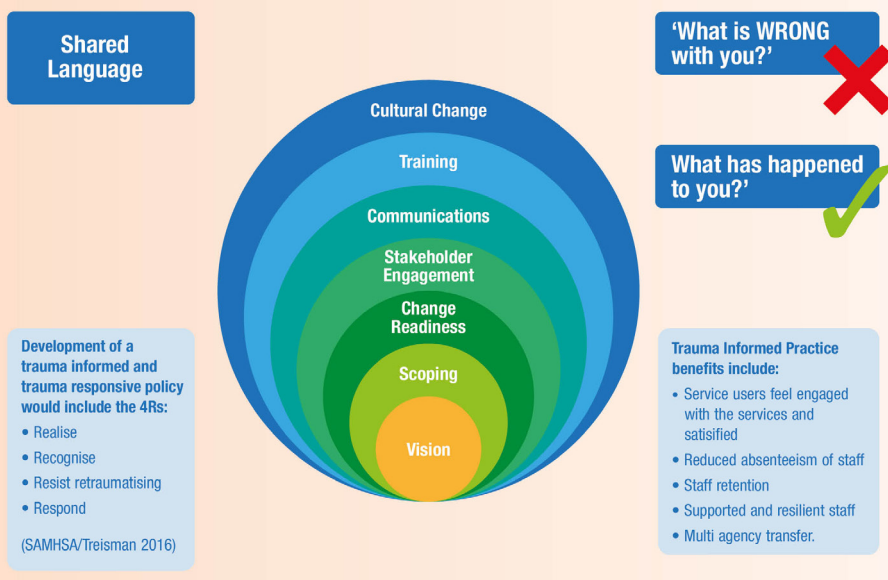 Shared
Language
'What is WRONG
with you?'
What has happened
to you?'
Cultural Change
Training
Communications
Stakeholder
Engagement
Change
Readiness
Scoping
Vision
Development of a
trauma informed and
trauma responsive policy
would include the 4Rs:
• Realise
• Recognise
• Resist retraumatising
• Respond
(SAMHSA/Treisman 2016)
Trauma Informed Practice
benefits include:
• Service users feel engaged
with the services and
satisified
• Reduced absenteeism of staff
• Staff retention
• Supported and resilient staff
• Multi agency transfer.